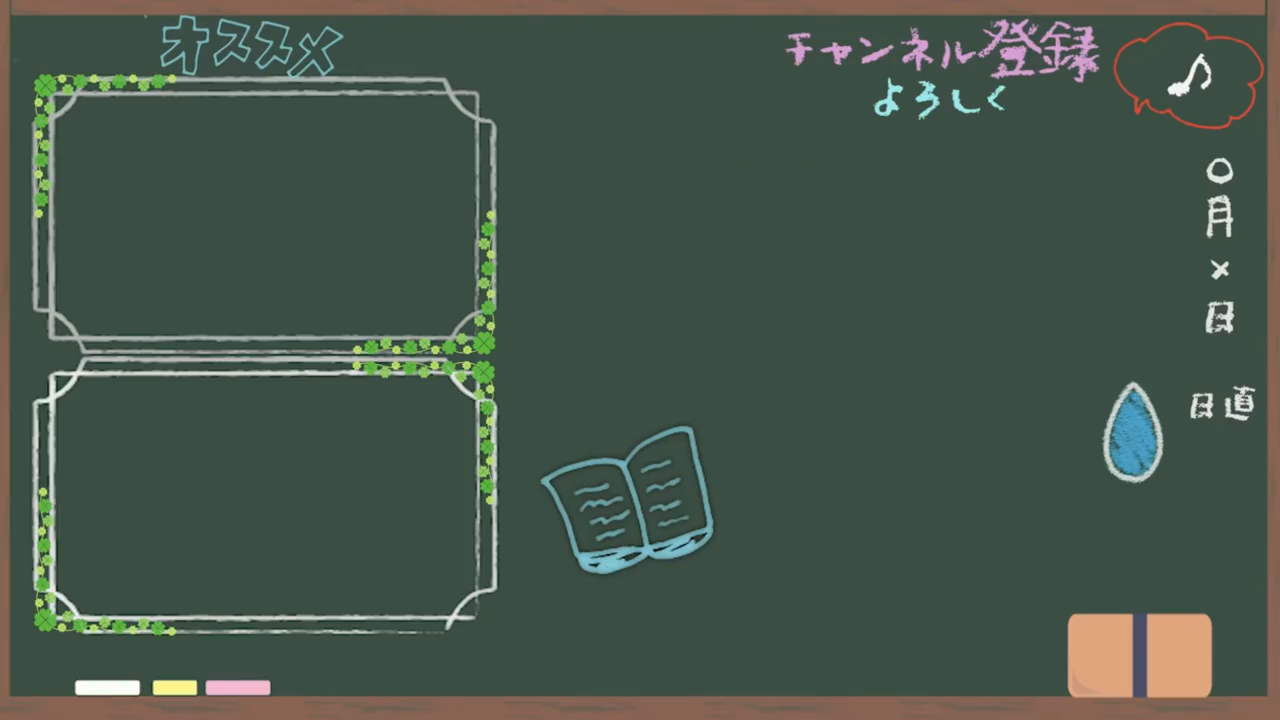 オススメ
チャンネル登録
よろしく
〇月×日
日直